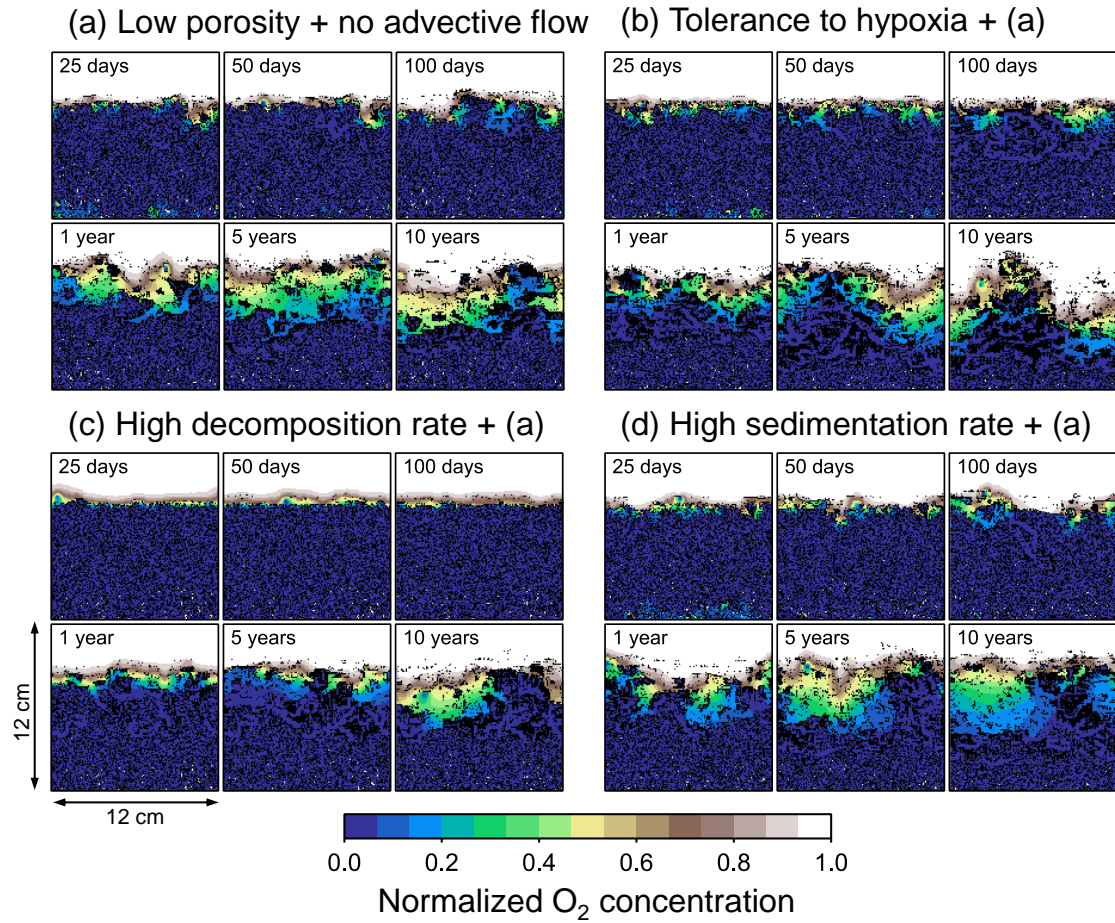 (a) Low porosity + no advective flow
(b) Tolerance to hypoxia + (a)
25 days
50 days
100 days
25 days
50 days
100 days
1 year
5 years
10 years
1 year
5 years
10 years
(c) High decomposition rate + (a)
(d) High sedimentation rate + (a)
25 days
50 days
100 days
25 days
50 days
100 days
1 year
5 years
10 years
1 year
5 years
10 years
12 cm
12 cm
0.0 0.2 0.4 0.6 0.8 1.0
Normalized O₂ concentration